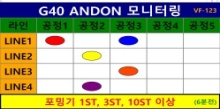 G40 ANDON 모니터링 VF-123
라인 공정1 공정2 공정3 공정4 공정5
LINE1
LINE2
LINE3
LINE4
포밍기 1ST, 3ST, 10ST 이상 (6분전)